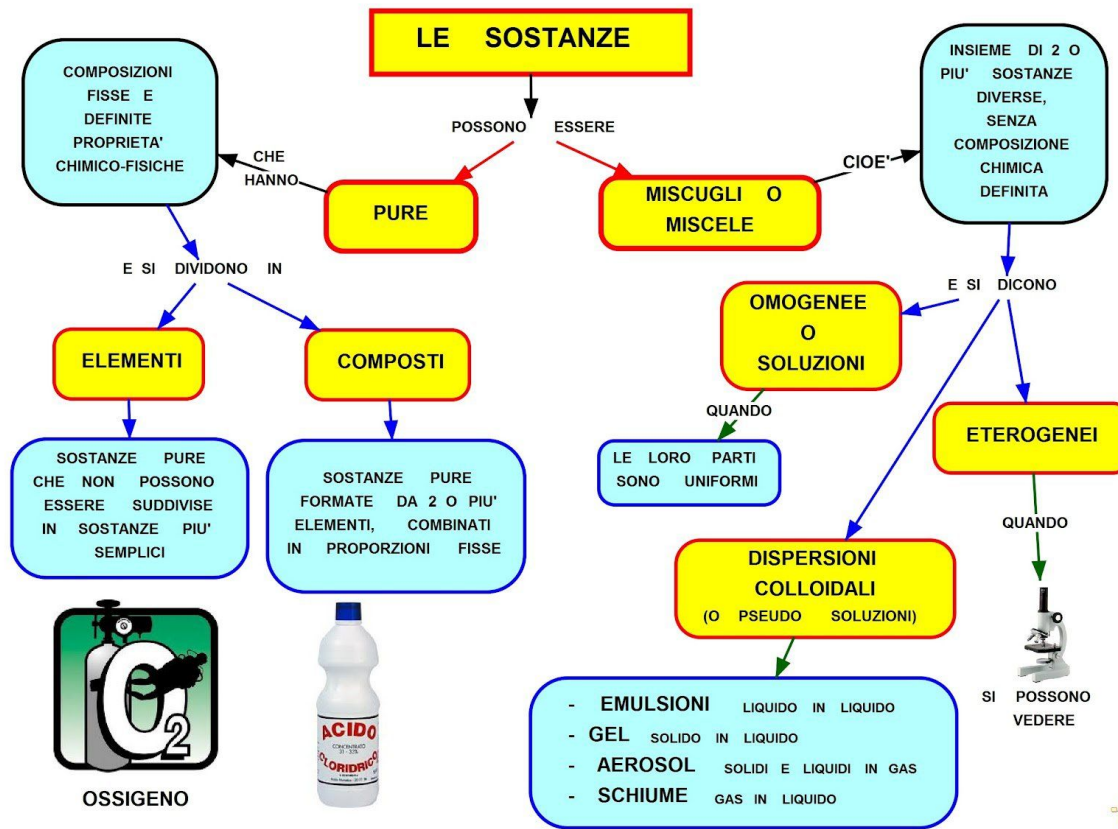 LE SOSTANZE
POSSONO ESSERE
PURE
CHE
HANNO
COMPOSIZIONI
FISSE E
DEFINITE
PROPRIETA'
CHIMICO-FISICHE
E SI DIVIDONO IN
ELEMENTI
SOSTANZE PURE
CHE NON POSSONO
ESSERE SUDDIVISE
IN SOSTANZE PIU'
SEMPLICI
O2
OSSIGENO
COMPOSTI
SOSTANZE PURE
FORMATE DA 2 O PIU'
ELEMENTI, COMBINATI
IN PROPORZIONI FISSE
ACIDO
CONCENTRATO
CLORIDRICO
MISCUGLI O
MISCELE
CIOE'
INSIEME DI 2 O
PIU' SOSTANZE
DIVERSE,
SENZA
COMPOSIZIONE
CHIMICA
DEFINITA
E SI DICONO
OMOGENEE
O
SOLUZIONI
QUANDO
LE LORO PARTI
SONO UNIFORMI
DISPERSIONI
COLLOIDALI
(O PSEUDO SOLUZIONI)
- EMULSIONI LIQUIDO IN LIQUIDO
- GEL SOLIDO IN LIQUIDO
- AEROSOL SOLIDI E LIQUIDI IN GAS
- SCHIUME GAS IN LIQUIDO
ETEROGENEI
QUANDO
SI POSSONO
VEDERE